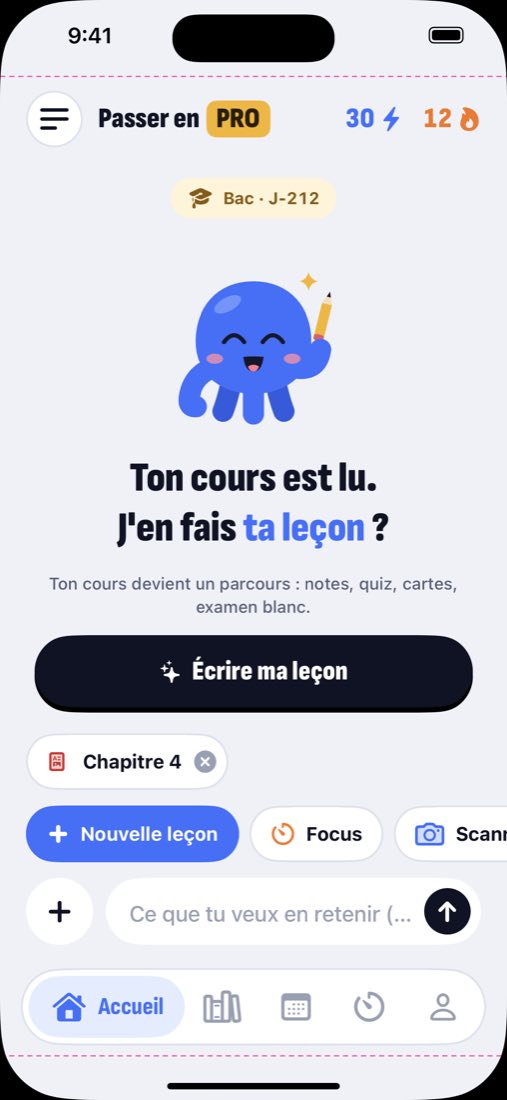 9:41
Passer en PRO
30
12
Bac · J-212
Ton cours est lu.
J'en fais ta leçon ?
Ton cours devient un parcours : notes, quiz, cartes,
examen blanc.
Écrire ma leçon
Chapitre 4
Nouvelle leçon
Focus
Scann
Ce que tu veux en retenir (...
Accueil